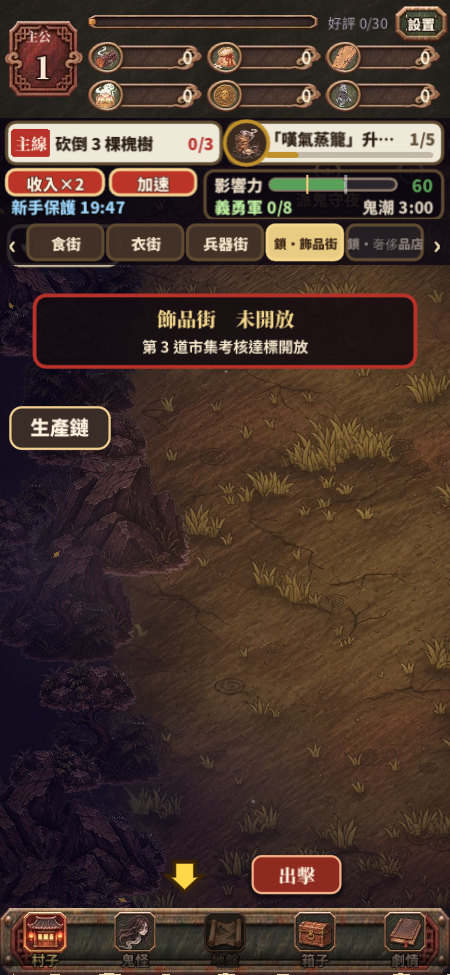 主公
1
好評 0/30
設置
0
0
0
0
0
0
主線 砍倒 3 棵槐樹 0/3
「嘆氣蒸籠」升… 1/5
收入×2
加速
影響力 60
新手保護 19:47
義勇軍 0/8 鬼潮 3:00
‹ 食街 衣街 兵器街 鎖・飾品街 鎖・奢侈品店 ›
飾品街 未開放
第 3 道市集考核達標開放
生產鏈
出擊
村子 鬼怪 地盤 箱子 劇情